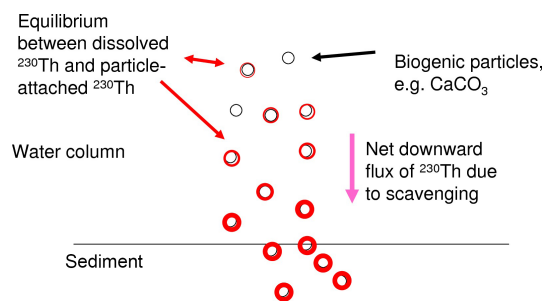 Equilibrium
between dissolved
²³⁰Th and particle-
attached ²³⁰Th
Biogenic particles,
e.g. CaCO₃
Water column
Net downward
flux of ²³⁰Th due
to scavenging
Sediment